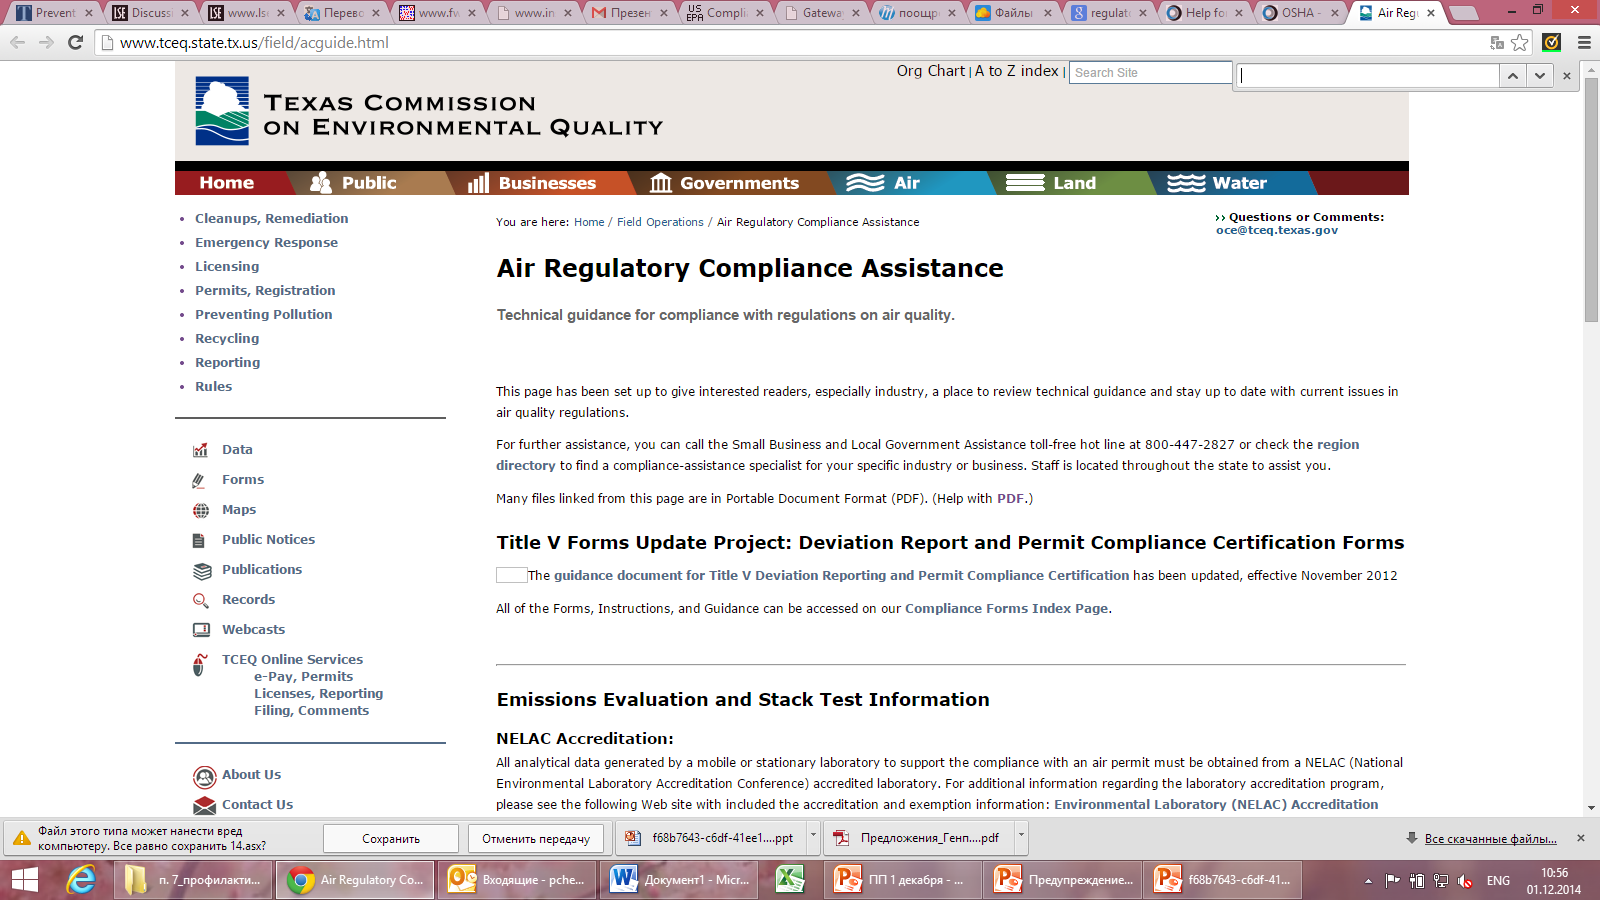 Prevent
Discuss
www.lse
Перево
www.fw
www.in
Презен
US EPA Compli
Gateway
поощр
Файлы
regulat
Help fo
OSHA -
Air Regu
www.tceq.state.tx.us/field/acguide.html
Org Chart | A to Z index | Search Site
TEXAS COMMISSION
ON ENVIRONMENTAL QUALITY
Home Public Businesses Governments Air Land Water
• Cleanups, Remediation
• Emergency Response
• Licensing
• Permits, Registration
• Preventing Pollution
• Recycling
• Reporting
• Rules
Data
Forms
Maps
Public Notices
Publications
Records
Webcasts
TCEQ Online Services
e-Pay, Permits
Licenses, Reporting
Filing, Comments
About Us
Contact Us
You are here: Home / Field Operations / Air Regulatory Compliance Assistance
›› Questions or Comments:
oce@tceq.texas.gov
Air Regulatory Compliance Assistance
Technical guidance for compliance with regulations on air quality.
This page has been set up to give interested readers, especially industry, a place to review technical guidance and stay up to date with current issues in
air quality regulations.
For further assistance, you can call the Small Business and Local Government Assistance toll-free hot line at 800-447-2827 or check the region
directory to find a compliance-assistance specialist for your specific industry or business. Staff is located throughout the state to assist you.
Many files linked from this page are in Portable Document Format (PDF). (Help with PDF.)
Title V Forms Update Project: Deviation Report and Permit Compliance Certification Forms
The guidance document for Title V Deviation Reporting and Permit Compliance Certification has been updated, effective November 2012
All of the Forms, Instructions, and Guidance can be accessed on our Compliance Forms Index Page.
Emissions Evaluation and Stack Test Information
NELAC Accreditation:
All analytical data generated by a mobile or stationary laboratory to support the compliance with an air permit must be obtained from a NELAC (National
Environmental Laboratory Accreditation Conference) accredited laboratory. For additional information regarding the laboratory accreditation program,
please see the following Web site with included the accreditation and exemption information: Environmental Laboratory (NELAC) Accreditation
Файл этого типа может нанести вред
компьютеру. Все равно сохранить 14.asx?
Сохранить
Отменить передачу
f68b7643-c6df-41ee1....ppt
Предложения_Генп....pdf
Все скачанные файлы...
п. 7_профилакти...
Air Regulatory Co...
Входящие - pche...
Документ1 - Micr...
ПП 1 декабря - ...
Предупреждение...
f68b7643-c6df-41...
ENG
10:56
01.12.2014